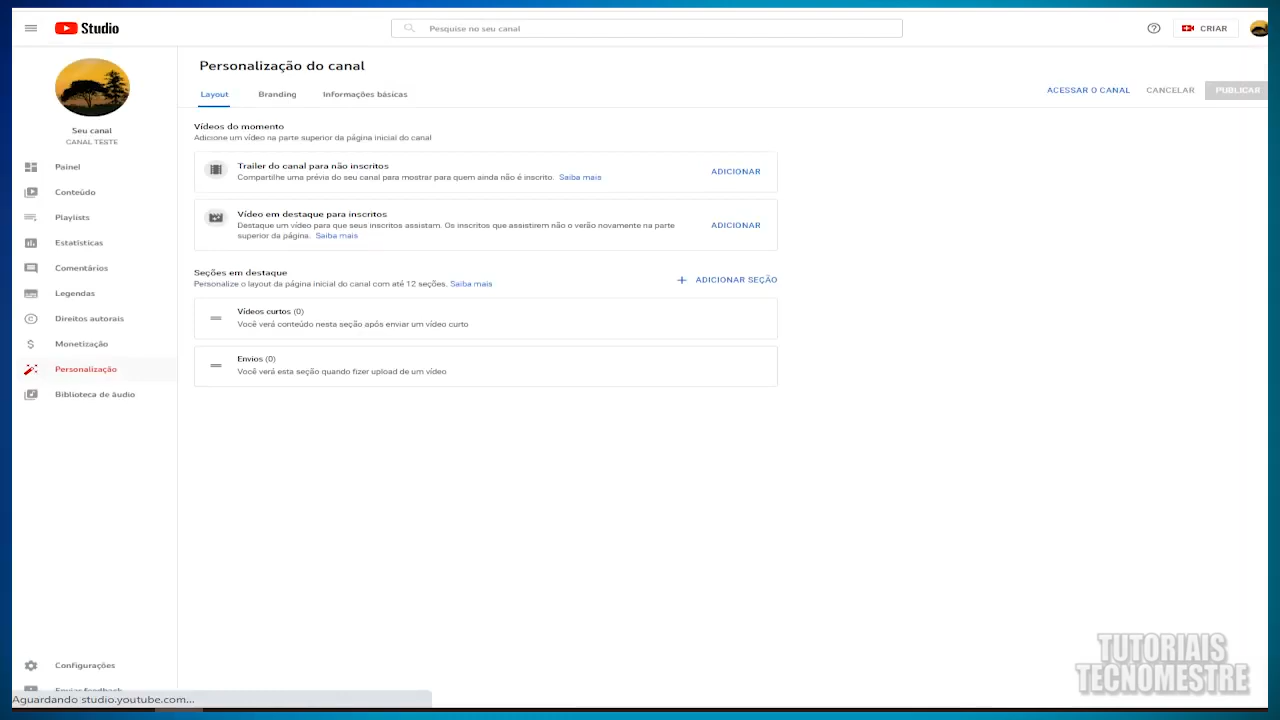 Studio
Pesquise no seu canal
CRIAR
Personalização do canal
Layout
Branding
Informações básicas
ACESSAR O CANAL
CANCELAR
PUBLICAR
Seu canal
CANAL TESTE
Painel
Conteúdo
Playlists
Estatísticas
Comentários
Legendas
Direitos autorais
Monetização
Personalização
Biblioteca de áudio
Configurações
Enviar feedback
Vídeos do momento
Adicione um vídeo na parte superior da página inicial do canal
Trailer do canal para não inscritos
Compartilhe uma prévia do seu canal para mostrar para quem ainda não é inscrito. Saiba mais
ADICIONAR
Vídeo em destaque para inscritos
Destaque um vídeo para que seus inscritos assistam. Os inscritos que assistirem não o verão novamente na parte
superior da página. Saiba mais
ADICIONAR
Seções em destaque
Personalize o layout da página inicial do canal com até 12 seções. Saiba mais
ADICIONAR SEÇÃO
Vídeos curtos (0)
Você verá conteúdo nesta seção após enviar um vídeo curto
Envios (0)
Você verá esta seção quando fizer upload de um vídeo
Aguardando studio.youtube.com...
TUTORIAIS
TECNOMESTRE